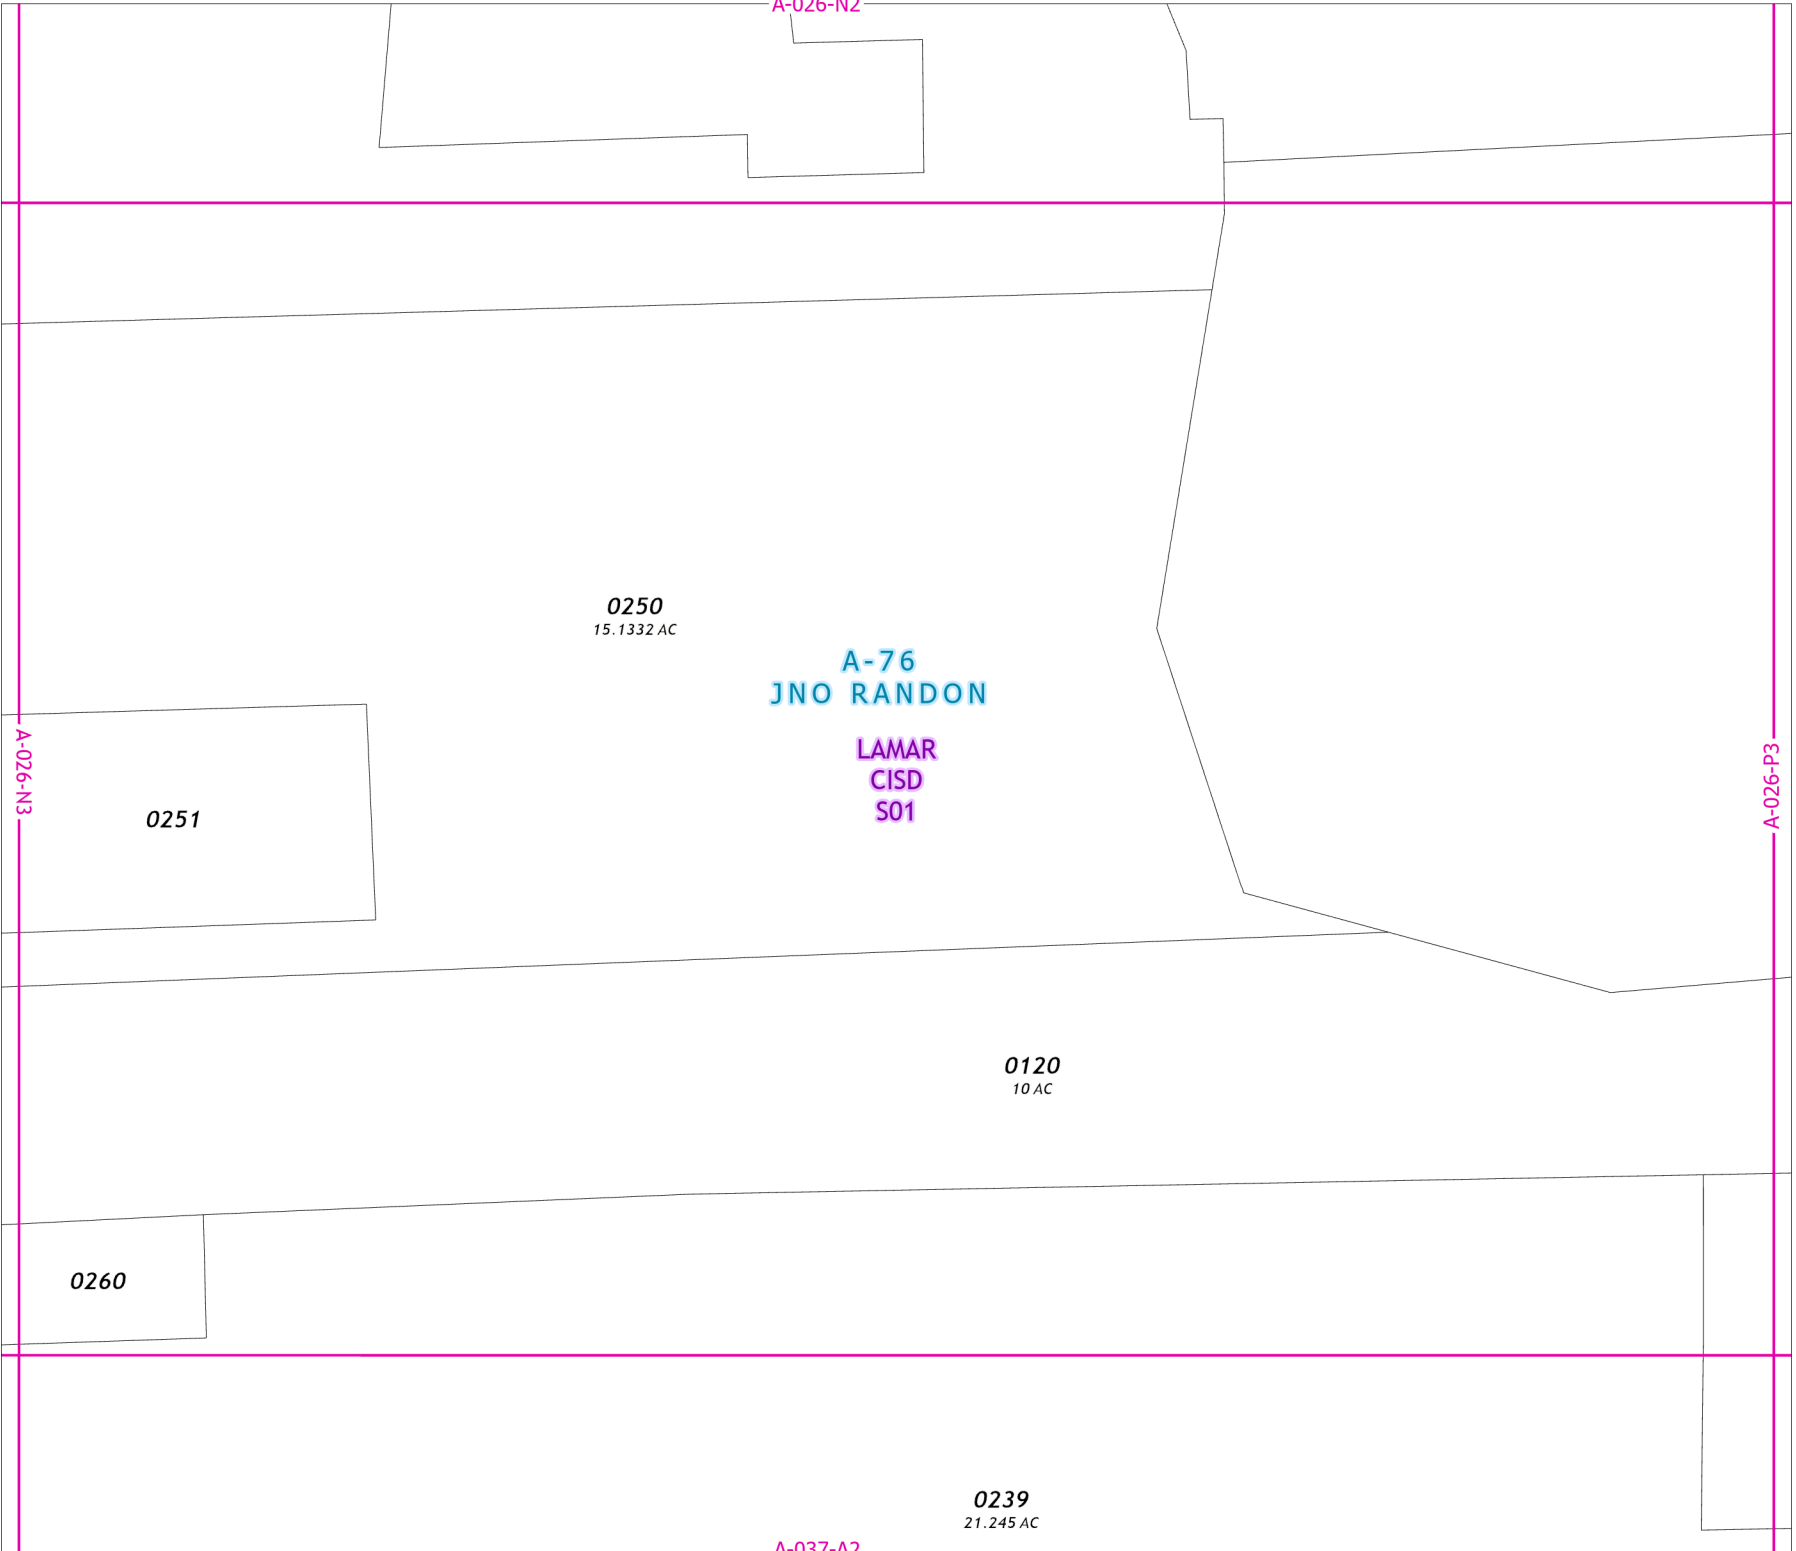 A-026-N2
0250
15.1332 AC
A-76
JNO RANDON
LAMAR
CISD
S01
A-026-N3
A-026-P3
0251
0120
10 AC
0260
0239
21.245 AC
A-037-A2